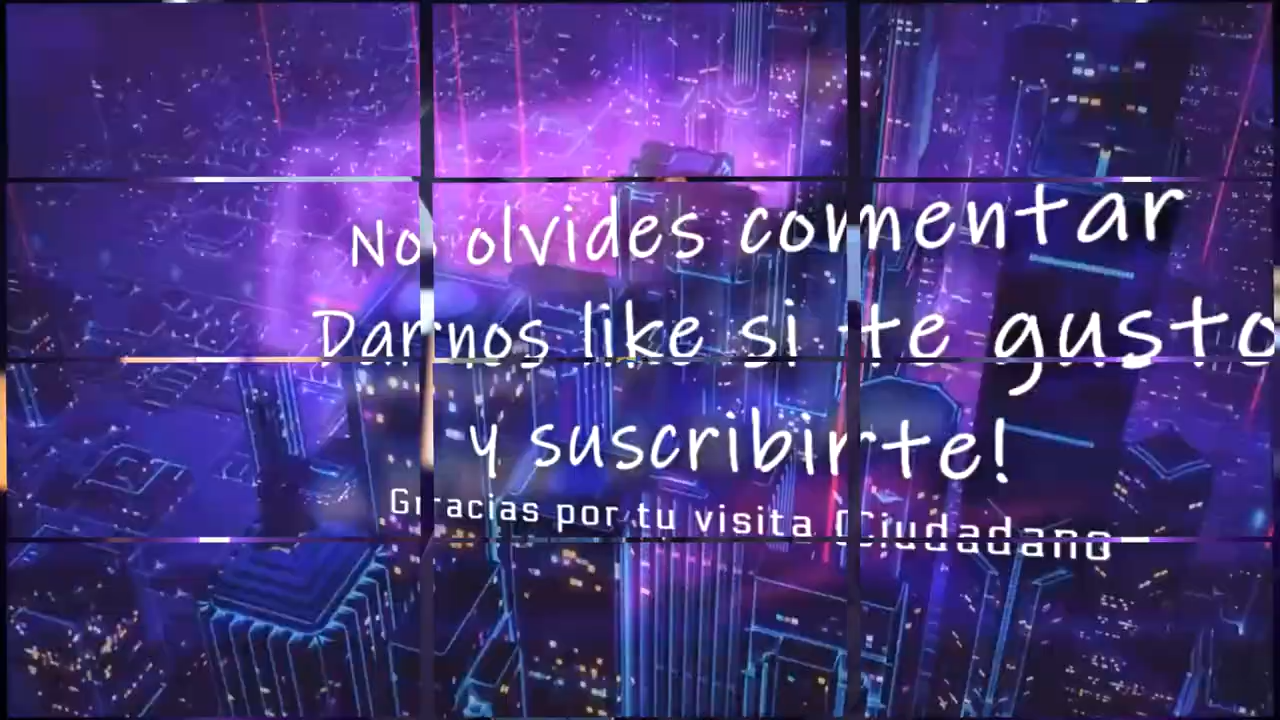 No olvides comentar
Darnos like si te gusto
y suscribirte!
Gracias por tu visita Ciudadano